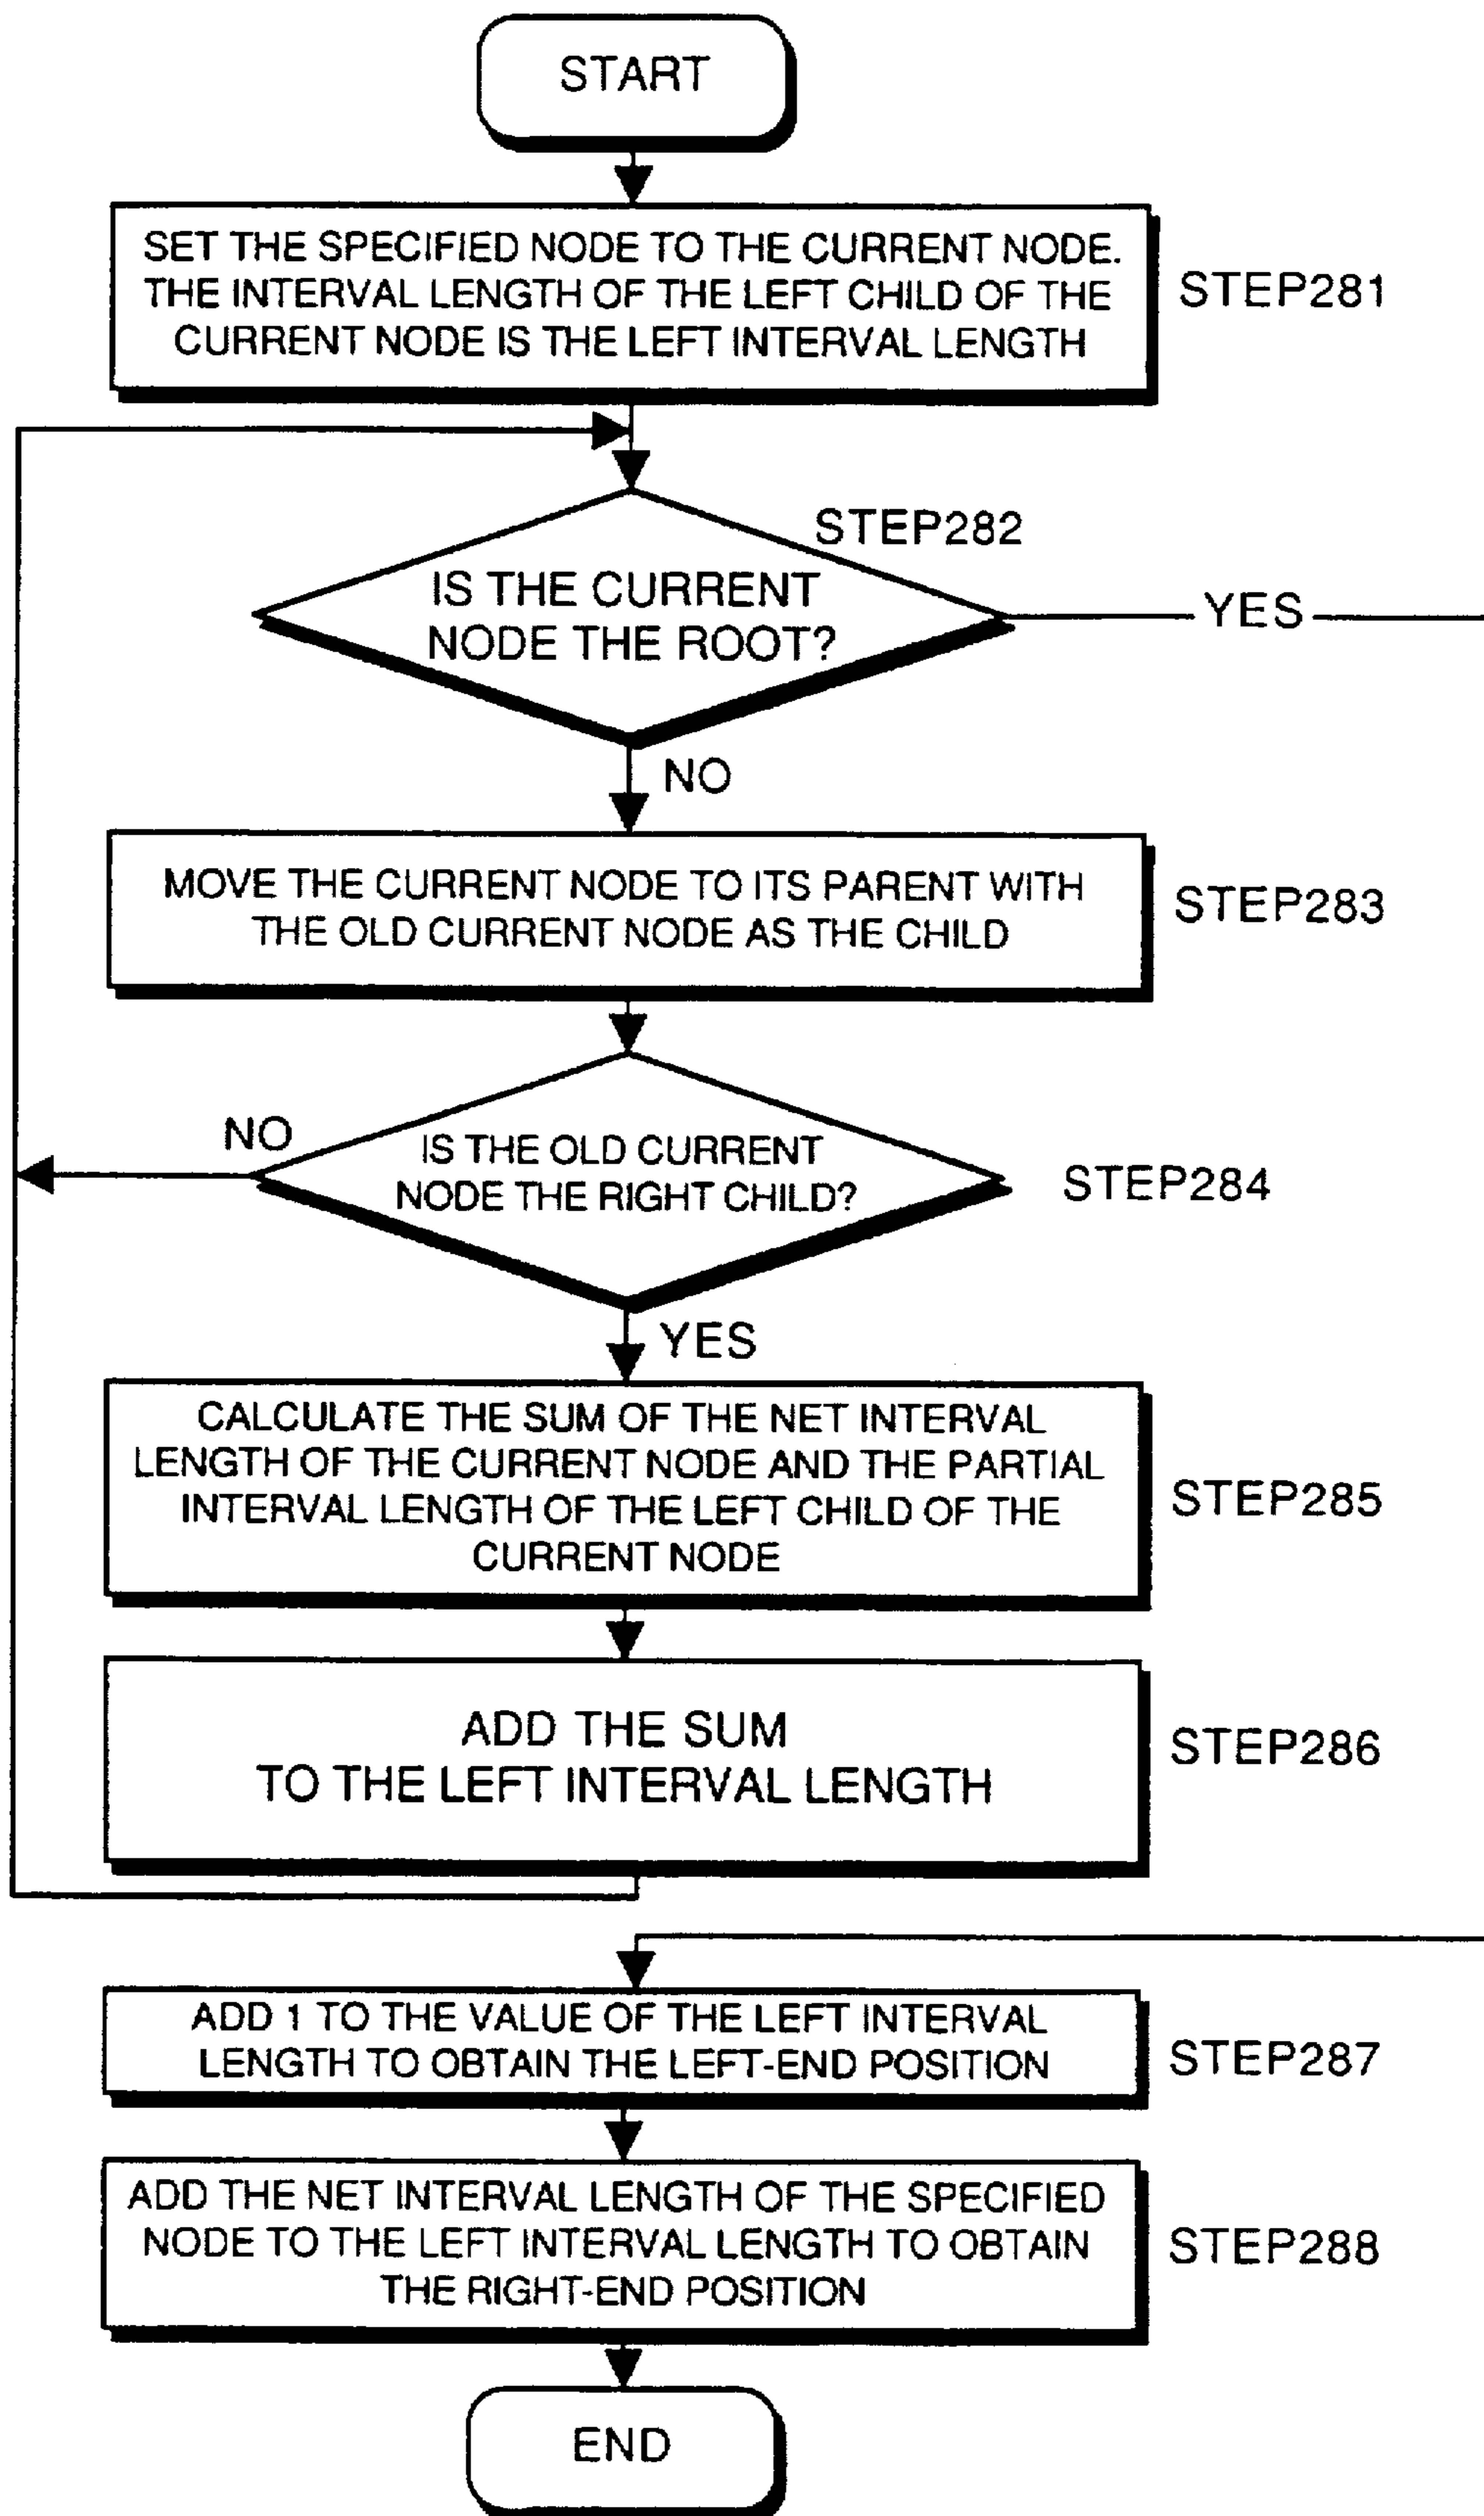 START
SET THE SPECIFIED NODE TO THE CURRENT NODE.
THE INTERVAL LENGTH OF THE LEFT CHILD OF THE
CURRENT NODE IS THE LEFT INTERVAL LENGTH
STEP281
STEP282
IS THE CURRENT
NODE THE ROOT?
YES
NO
MOVE THE CURRENT NODE TO ITS PARENT WITH
THE OLD CURRENT NODE AS THE CHILD
STEP283
NO
IS THE OLD CURRENT
NODE THE RIGHT CHILD?
STEP284
YES
CALCULATE THE SUM OF THE NET INTERVAL
LENGTH OF THE CURRENT NODE AND THE PARTIAL
INTERVAL LENGTH OF THE LEFT CHILD OF THE
CURRENT NODE
STEP285
ADD THE SUM
TO THE LEFT INTERVAL LENGTH
STEP286
ADD 1 TO THE VALUE OF THE LEFT INTERVAL
LENGTH TO OBTAIN THE LEFT-END POSITION
STEP287
ADD THE NET INTERVAL LENGTH OF THE SPECIFIED
NODE TO THE LEFT INTERVAL LENGTH TO OBTAIN
THE RIGHT-END POSITION
STEP288
END